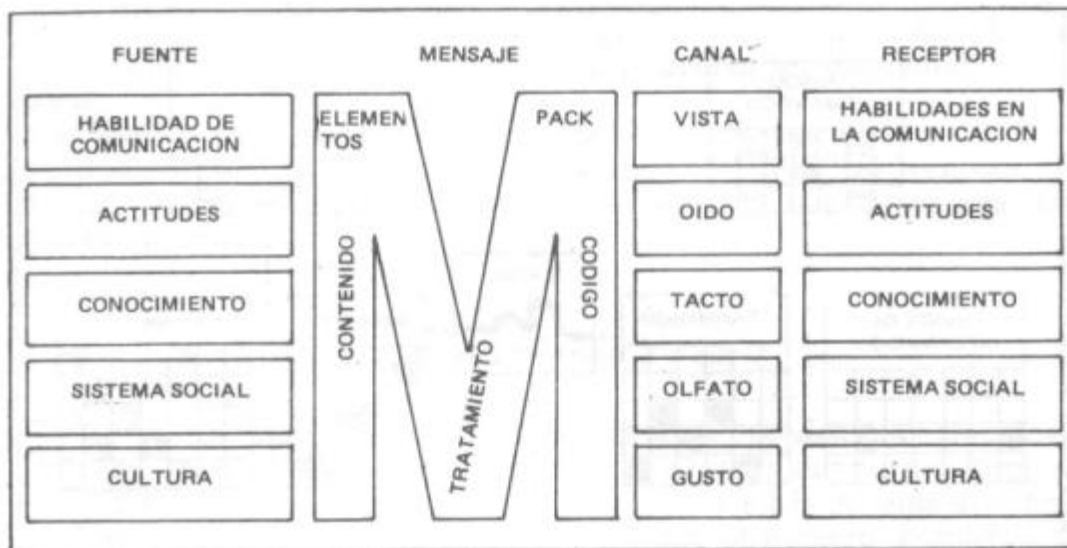 FUENTE
HABILIDAD DE
COMUNICACION
ACTITUDES
CONOCIMIENTO
SISTEMA SOCIAL
CULTURA
MENSAJE
ELEMEN
TOS
PACK
CONTENIDO
TRATAMIENTO
CODIGO
CANAL
VISTA
OIDO
TACTO
OLFATO
GUSTO
RECEPTOR
HABILIDADES EN
LA COMUNICACION
ACTITUDES
CONOCIMIENTO
SISTEMA SOCIAL
CULTURA